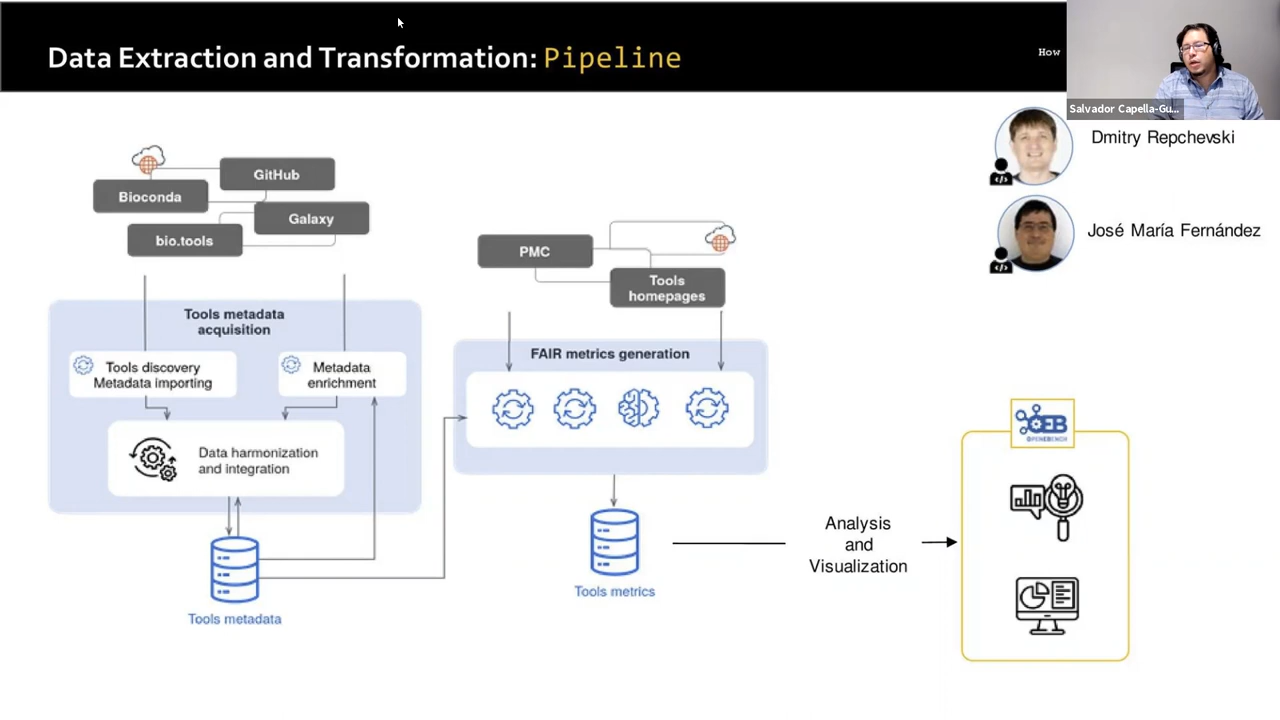 Data Extraction and Transformation: Pipeline
How
Salvador Capella-Gu...
Dmitry Repchevski
José María Fernández
GitHub
Bioconda
Galaxy
bio.tools
PMC
Tools
homepages
Tools metadata
acquisition
Tools discovery
Metadata importing
Metadata
enrichment
Data harmonization
and integration
Tools metadata
FAIR metrics generation
Tools metrics
Analysis
and
Visualization
OEB
OPENEBENCH